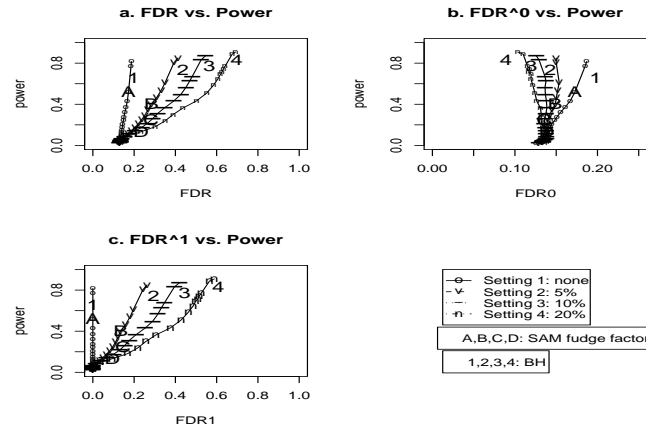 a. FDR vs. Power
power
0.0 0.4 0.8
A
B
C
D
1
2
3
4
0.0 0.2 0.4 0.6 0.8 1.0
FDR
b. FDR^0 vs. Power
power
0.0 0.4 0.8
4
3
2
1
A
B
0.00 0.10 0.20
FDR0
c. FDR^1 vs. Power
power
0.0 0.4 0.8
1
A
B
D
2
3
4
0.0 0.2 0.4 0.6 0.8 1.0
FDR1
Setting 1: none
Setting 2: 5%
Setting 3: 10%
Setting 4: 20%
A,B,C,D: SAM fudge factor
1,2,3,4: BH